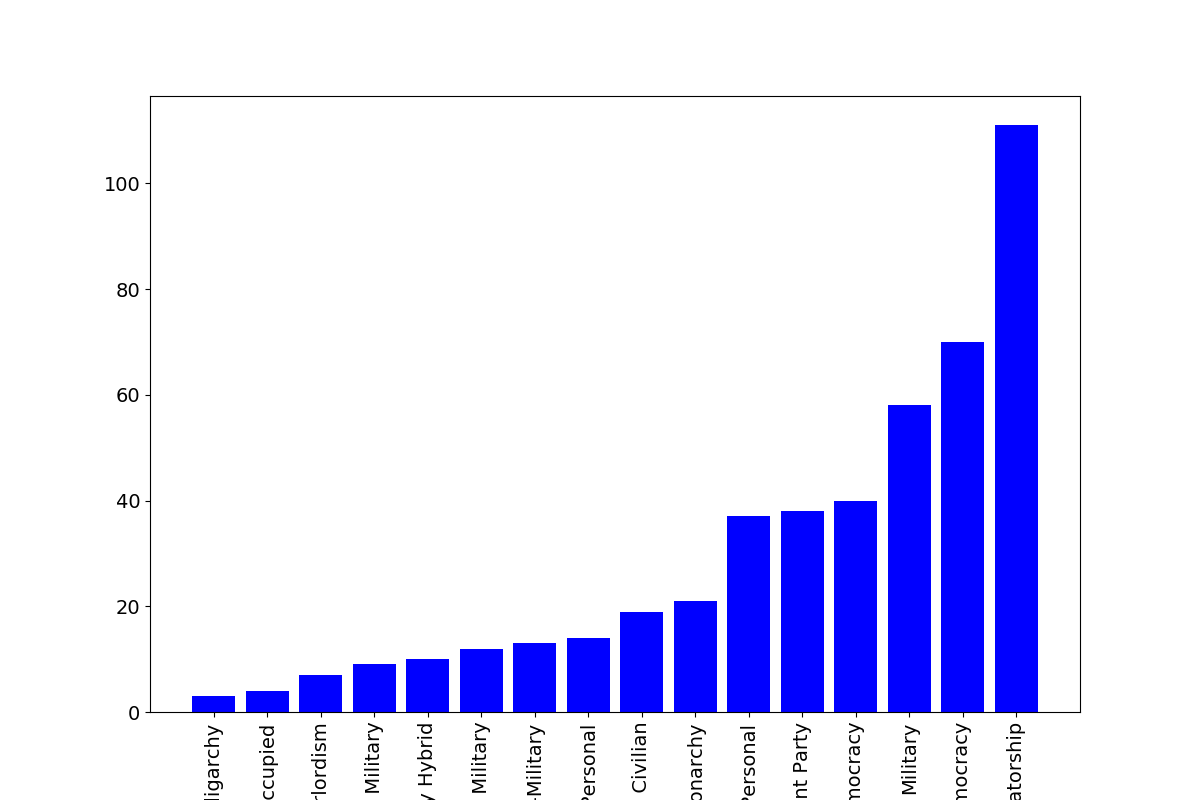 100
80
60
40
20
0
ligarchy
ccupied
rlordism
Military
y Hybrid
Military
-Military
Personal
Civilian
onarchy
Personal
nt Party
mocracy
Military
mocracy
atorship